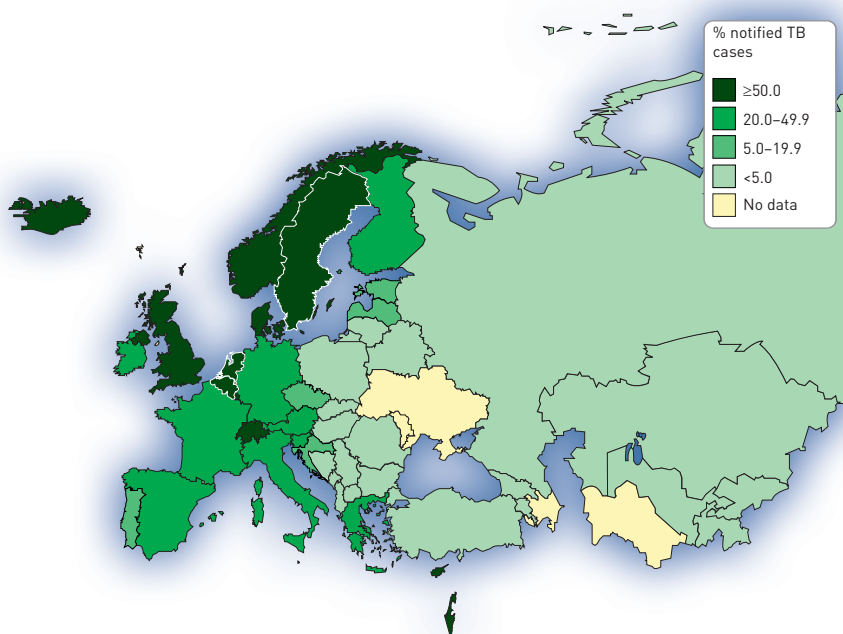 % notified TB
cases
≥50.0
20.0–49.9
5.0–19.9
<5.0
No data